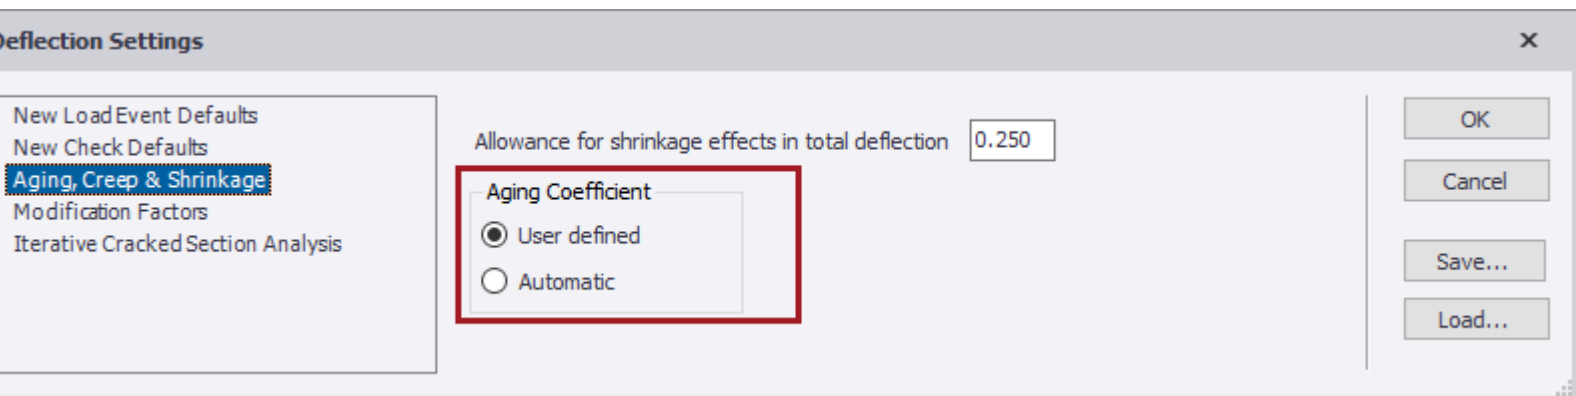 Deflection Settings
New Load Event Defaults
New Check Defaults
Aging, Creep & Shrinkage
Modification Factors
Iterative Cracked Section Analysis
Allowance for shrinkage effects in total deflection 0.250
Aging Coefficient
User defined
Automatic
OK
Cancel
Save...
Load...